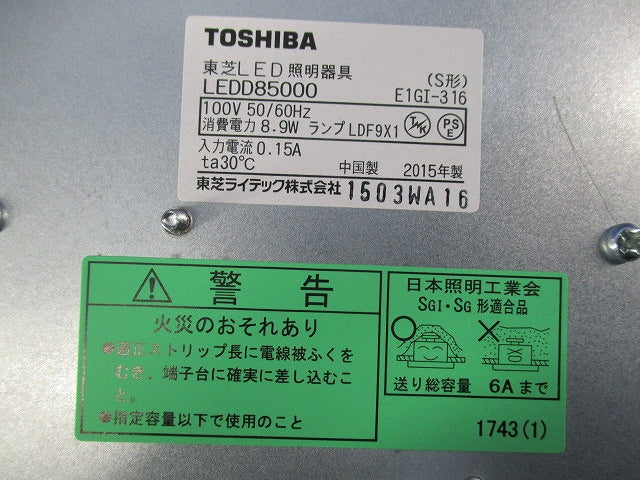 TOSHIBA
東芝LED照明器具
(S形)
LEDD85000
E1GI-316
100V 50/60Hz
消費電力 8.9W ランプ LDF9X1
PS
E
入力電流 0.15A
ta30℃
中国製 2015年製
東芝ライテック株式会社
1503WA16
警告
火災のおそれあり
●適正ストリップ長に電線被ふくを
むき、端子台に確実に差し込むこ
と。
●指定容量以下で使用のこと
日本照明工業会
SGI・SG 形適合品
送り総容量 6Aまで
1743(1)